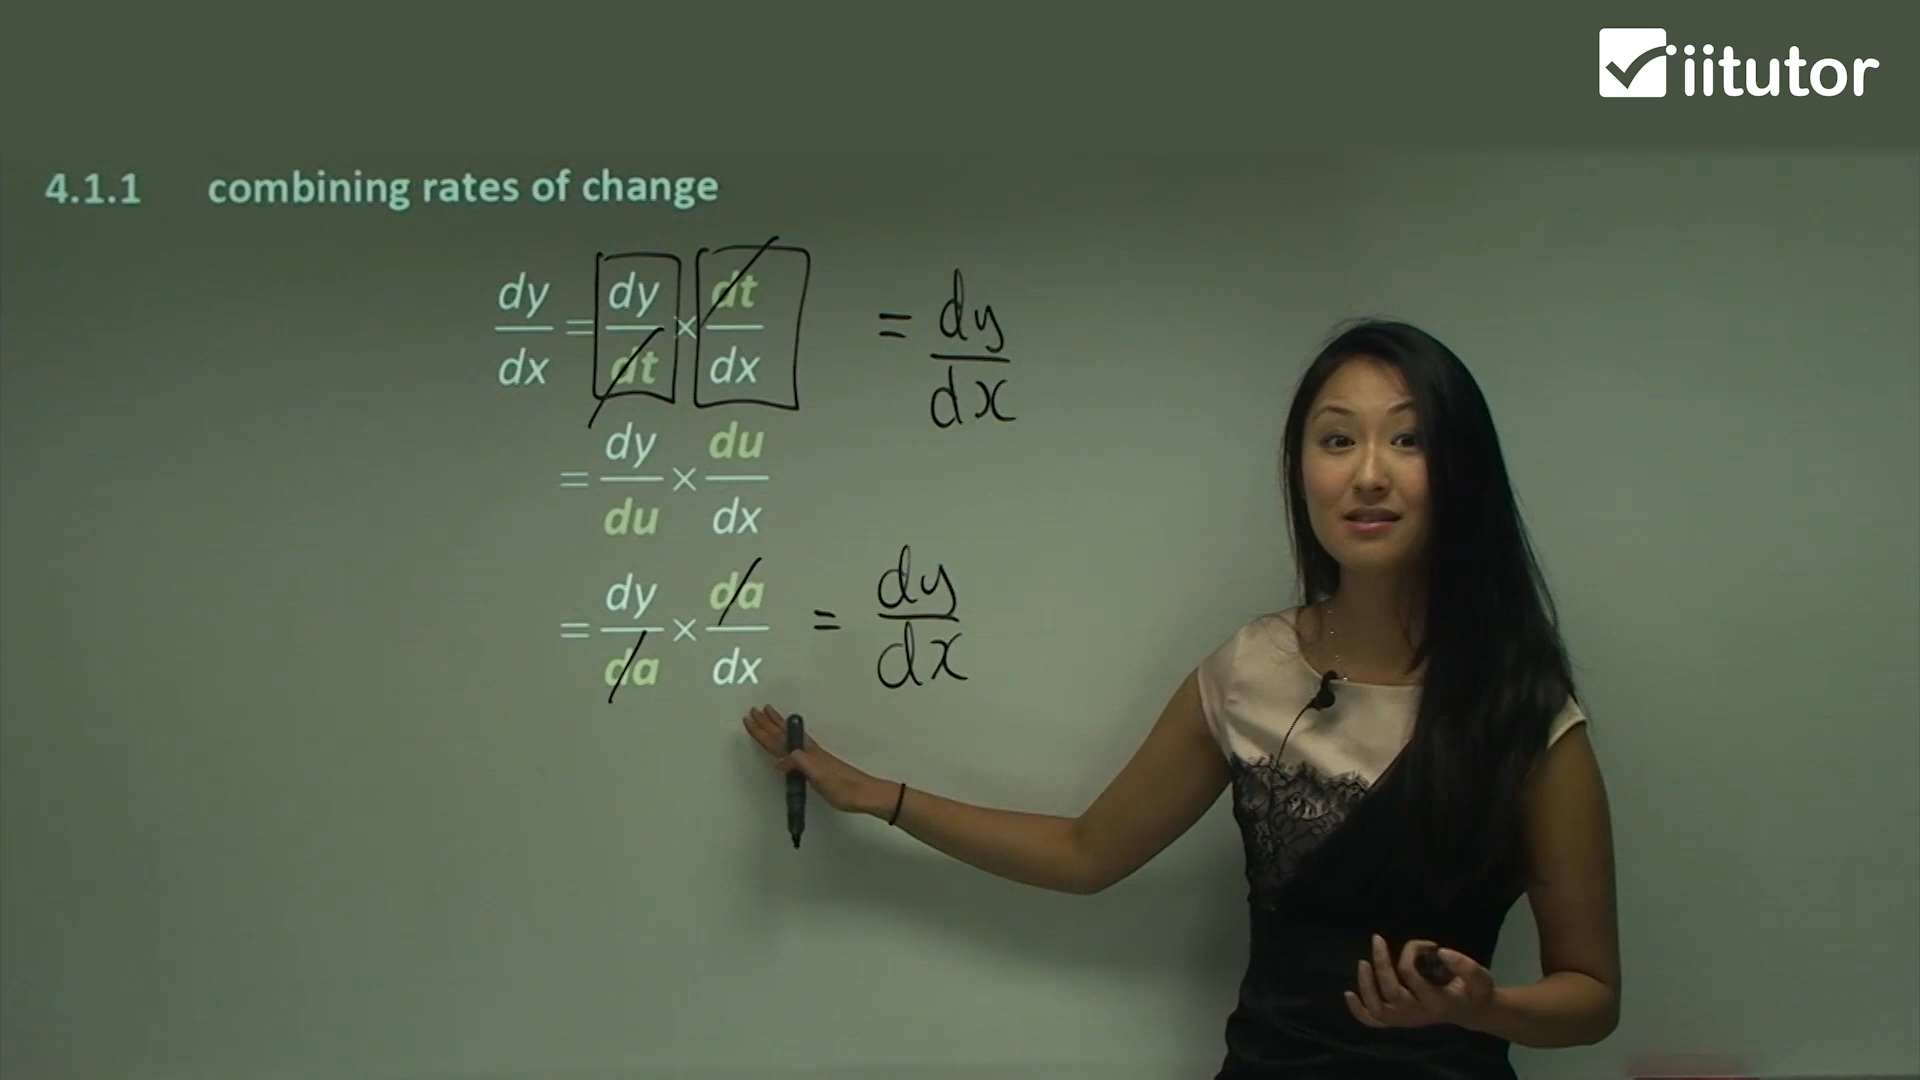 iitutor
4.1.1 combining rates of change
dy/dx = dy/dt × dt/dx = dy/dx
= dy/du × du/dx
= dy/da × da/dx = dy/dx